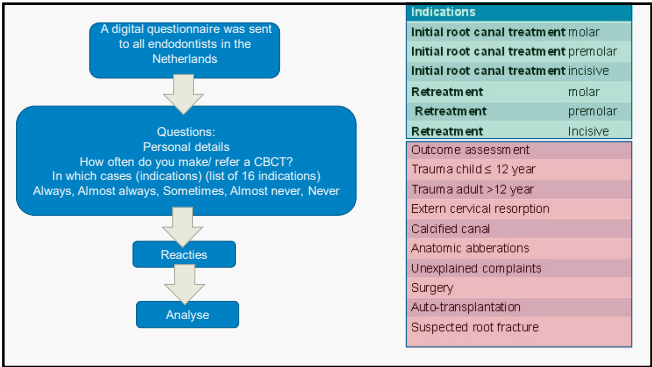 A digital questionnaire was sent
to all endodontists in the
Netherlands
Questions:
Personal details
How often do you make/ refer a CBCT?
In which cases (indications) (list of 16 indications)
Always, Almost always, Sometimes, Almost never, Never
Reacties
Analyse
Indications
Initial root canal treatment molar
Initial root canal treatment premolar
Initial root canal treatment incisive
Retreatment molar
Retreatment premolar
Retreatment Incisive
Outcome assessment
Trauma child ≤ 12 year
Trauma adult >12 year
Extern cervical resorption
Calcified canal
Anatomic abberations
Unexplained complaints
Surgery
Auto-transplantation
Suspected root fracture